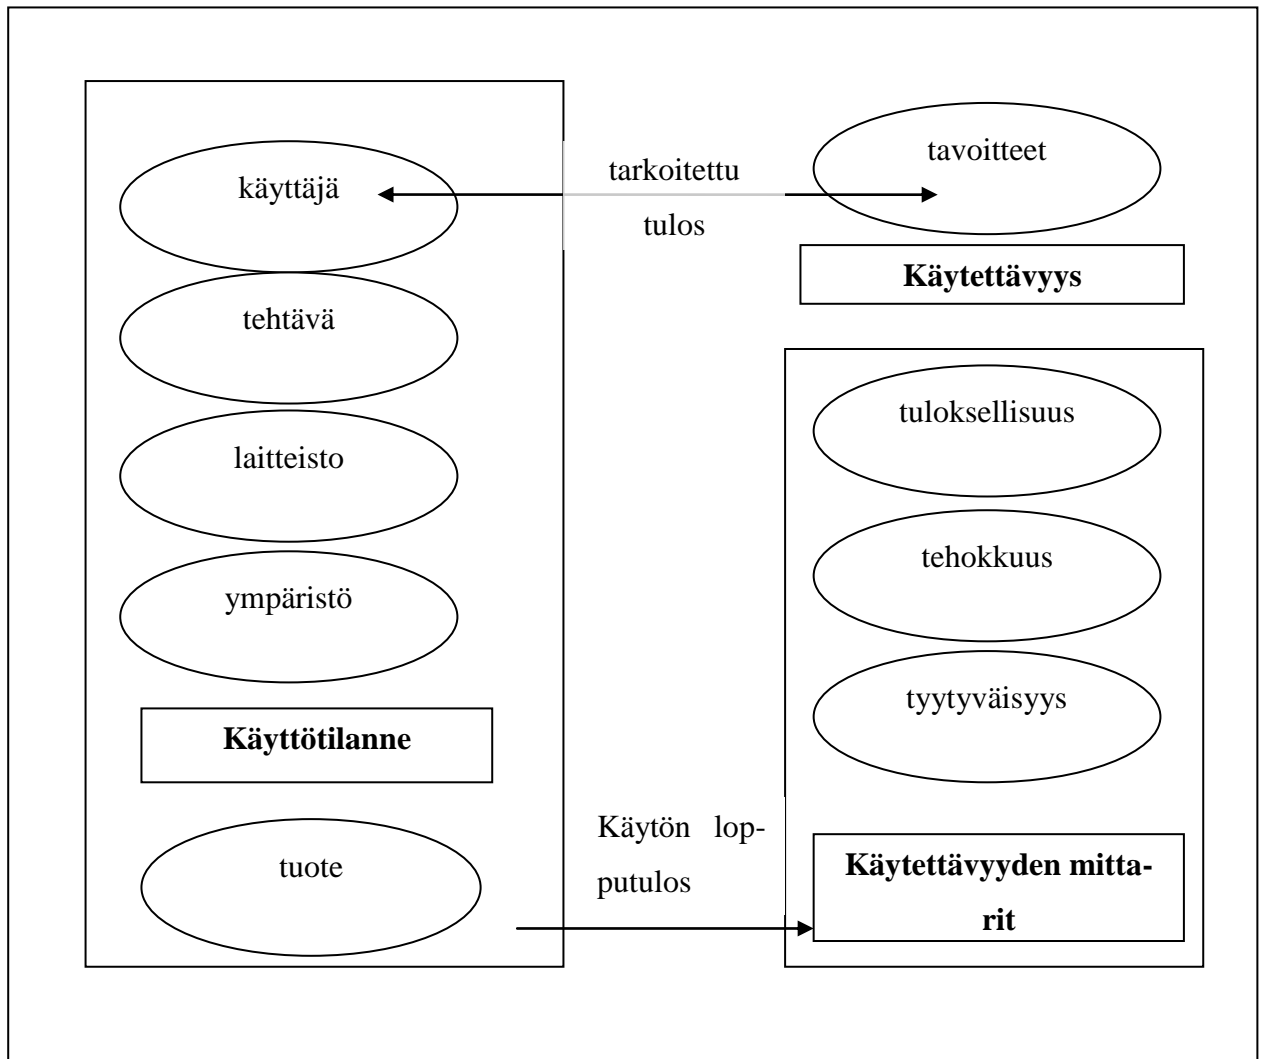 käyttäjä
tehtävä
laitteisto
ympäristö
Käyttötilanne
tuote
tarkoitettu
tulos
Käytön lop-
putulos
tavoitteet
Käytettävyys
tuloksellisuus
tehokkuus
tyytyväisyys
Käytettävyyden mitta-
rit